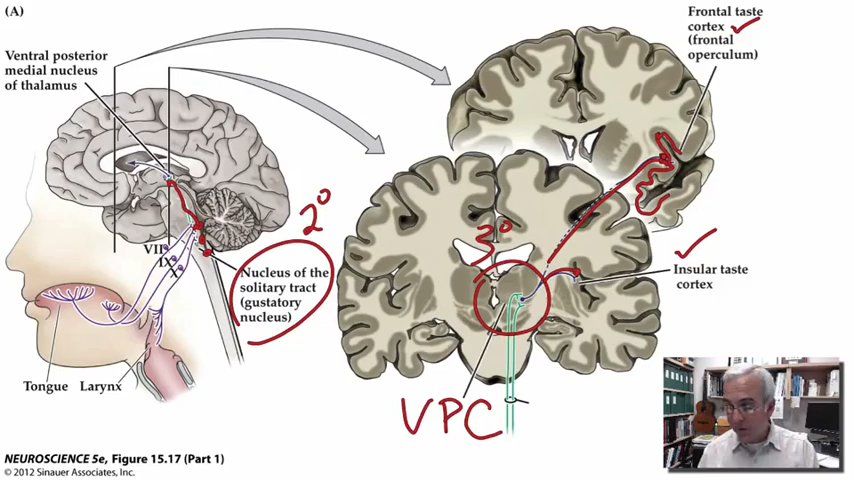 (A)
Frontal taste
cortex
(frontal
operculum)
Ventral posterior
medial nucleus
of thalamus
2°
3°
VII
IX
X
Nucleus of the
solitary tract
(gustatory
nucleus)
Insular taste
cortex
Tongue Larynx
VPC
NEUROSCIENCE 5e, Figure 15.17 (Part 1)
© 2012 Sinauer Associates, Inc.